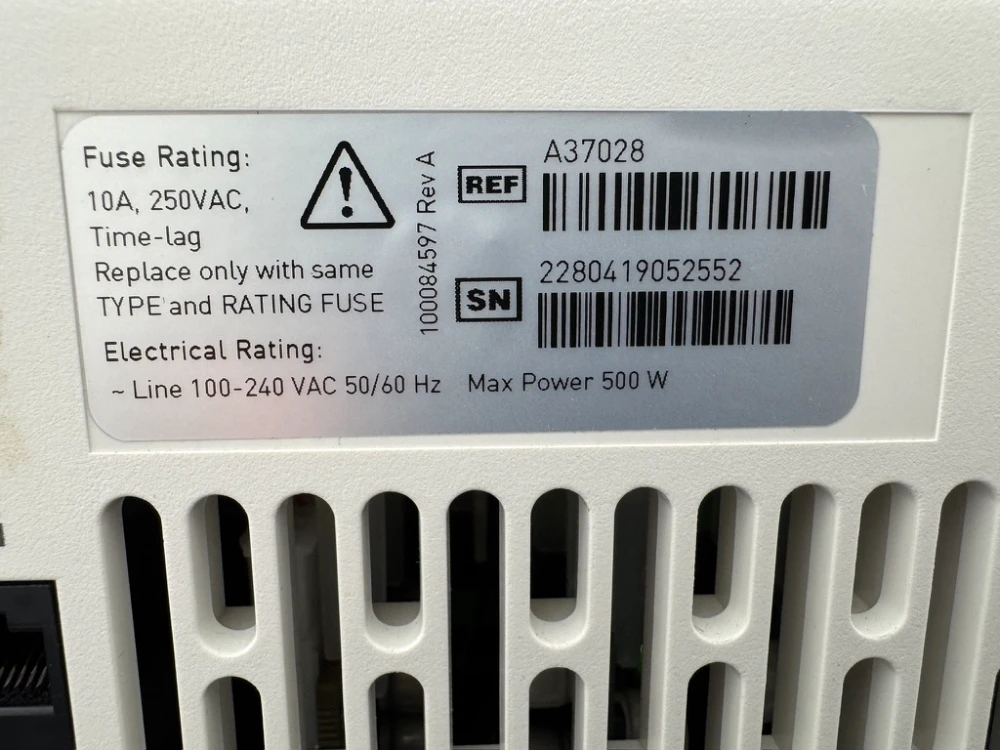 Fuse Rating:
10A, 250VAC,
Time-lag
Replace only with same
TYPE and RATING FUSE
Electrical Rating:
~ Line 100-240 VAC 50/60 Hz Max Power 500 W
100084597 Rev A
REF
A37028
SN
2280419052552